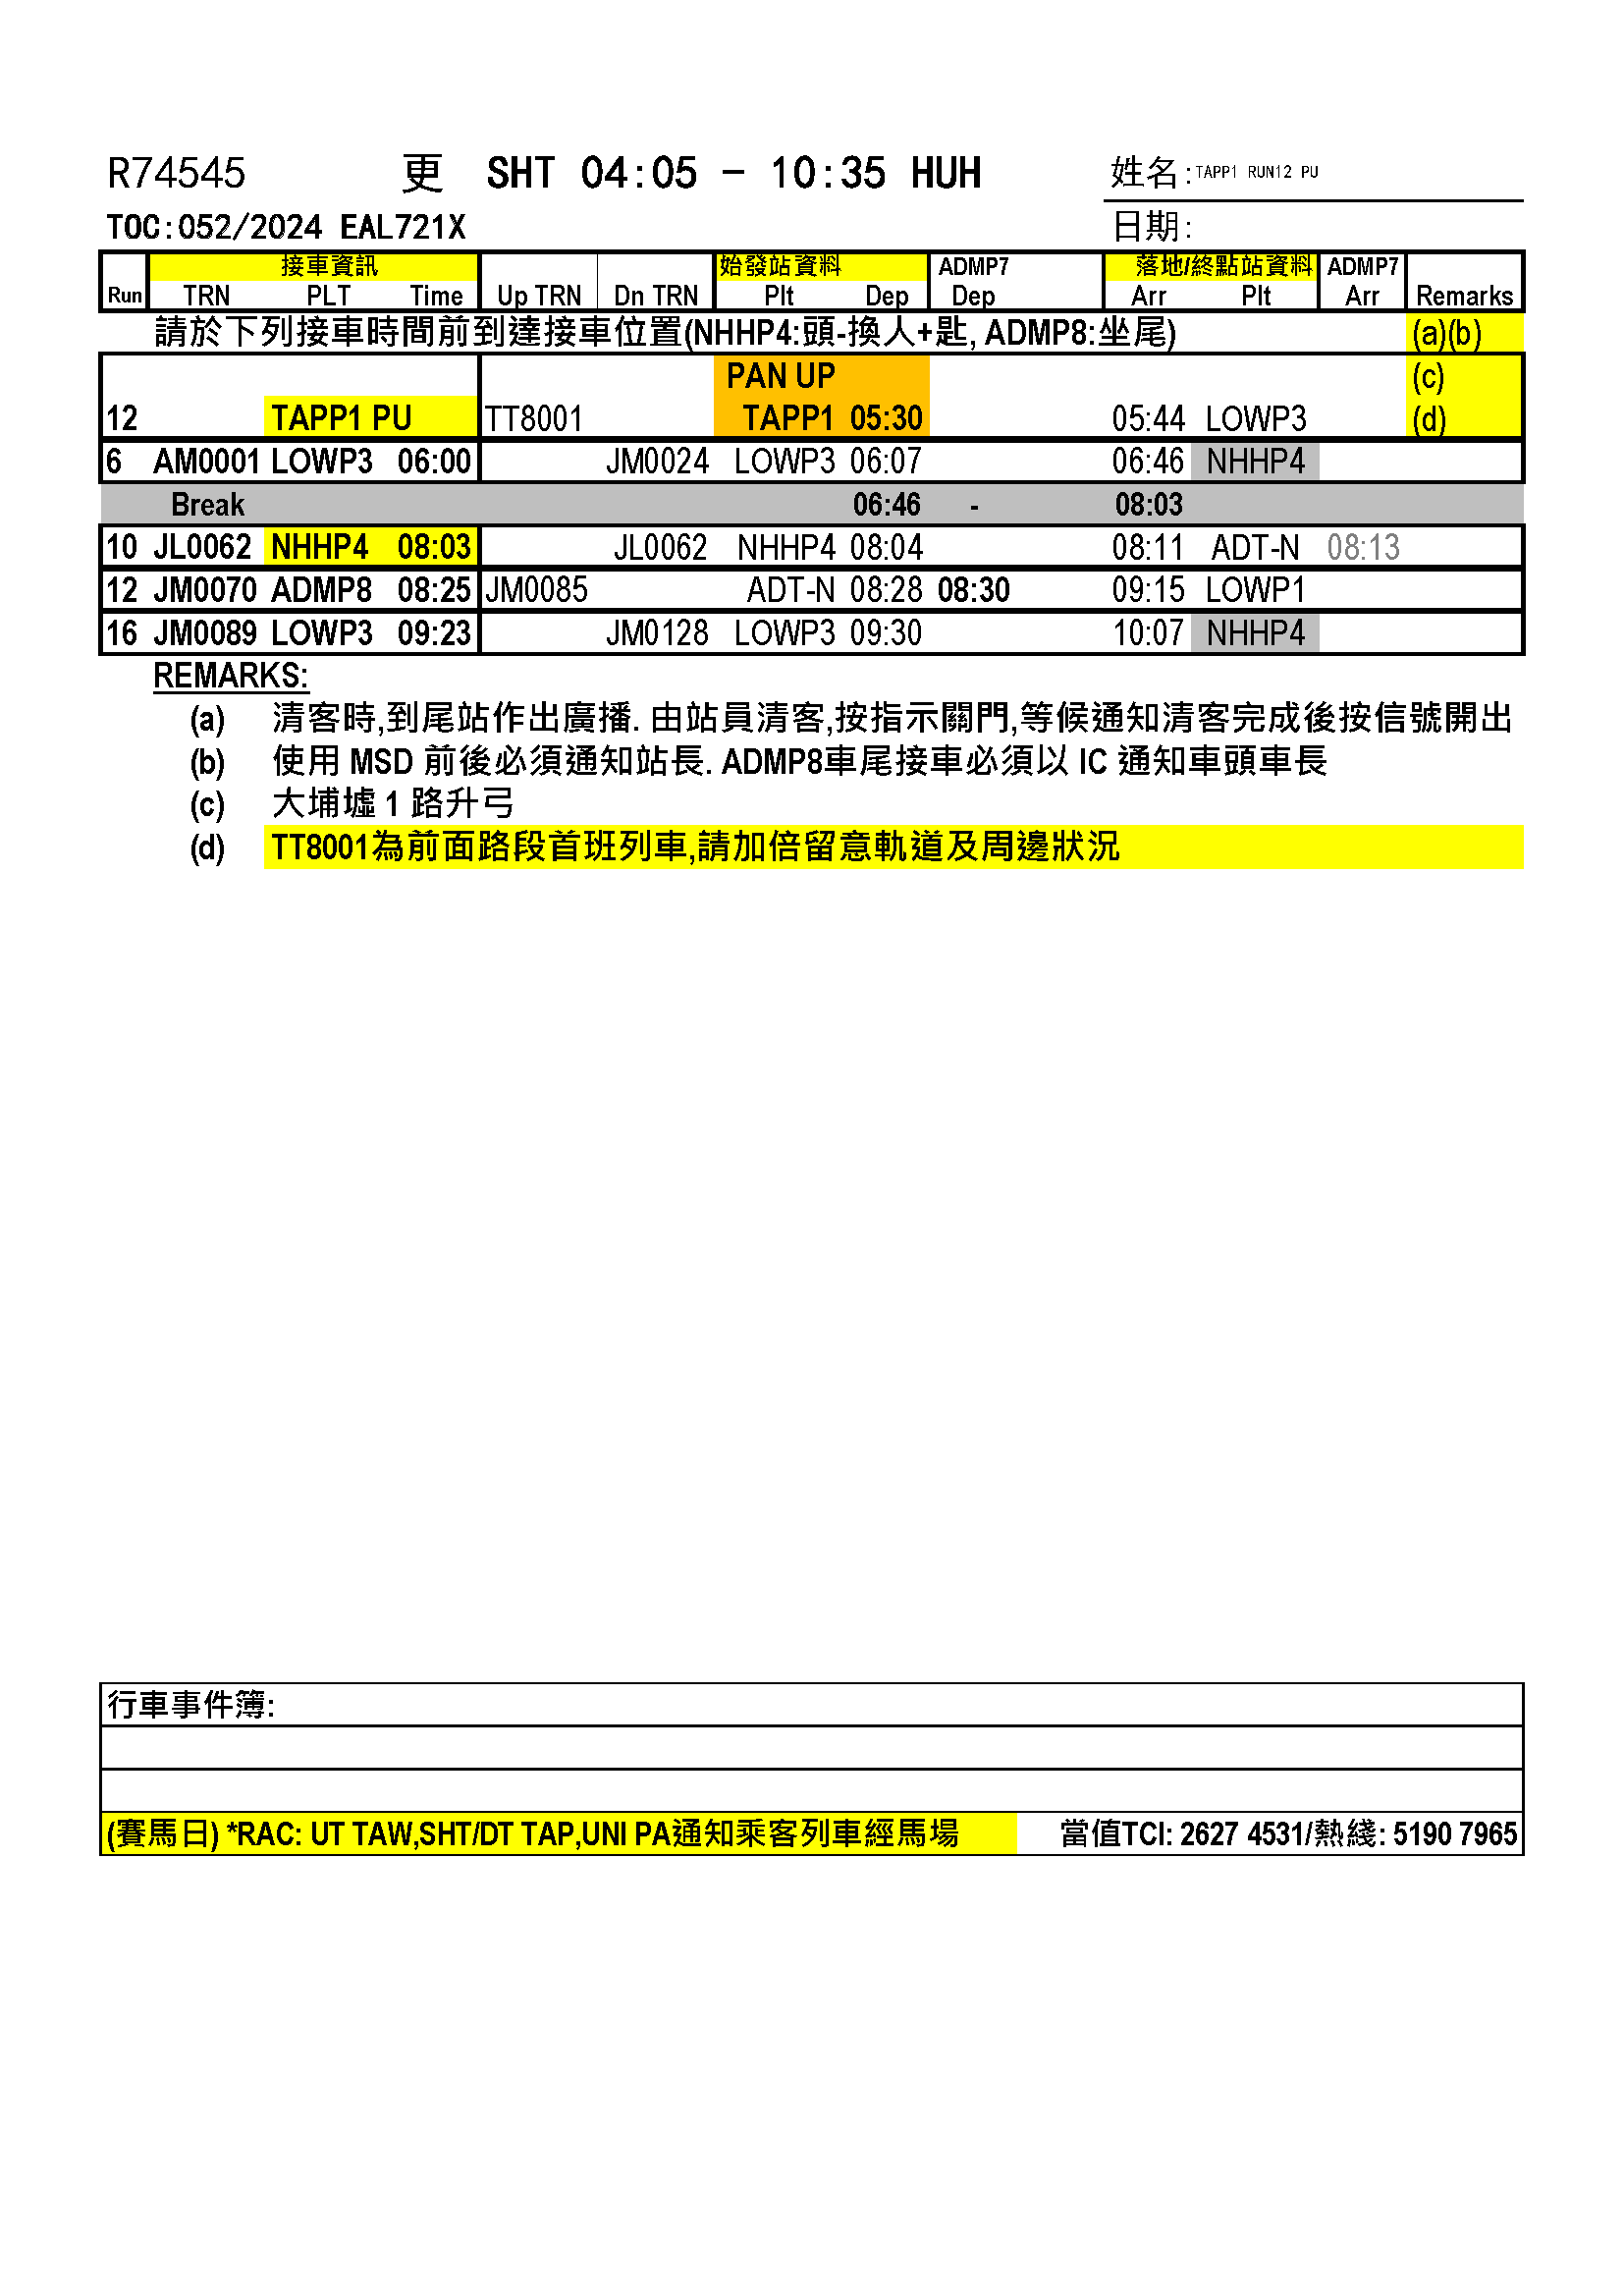 R74545 更 SHT 04:05 - 10:35 HUH 姓名:TAPP1 RUN12 PU
TOC:052/2024 EAL721X 日期:
接車資訊 始發站資料 ADMP7 落地/終點站資料 ADMP7
Run TRN PLT Time Up TRN Dn TRN Plt Dep Dep Arr Plt Arr Remarks
請於下列接車時間前到達接車位置(NHHP4:頭-換人+匙, ADMP8:坐尾) (a)(b)
PAN UP (c)
12 TAPP1 PU TT8001 TAPP1 05:30 05:44 LOWP3 (d)
6 AM0001 LOWP3 06:00 JM0024 LOWP3 06:07 06:46 NHHP4
Break 06:46 - 08:03
10 JL0062 NHHP4 08:03 JL0062 NHHP4 08:04 08:11 ADT-N 08:13
12 JM0070 ADMP8 08:25 JM0085 ADT-N 08:28 08:30 09:15 LOWP1
16 JM0089 LOWP3 09:23 JM0128 LOWP3 09:30 10:07 NHHP4
REMARKS:
(a) 清客時,到尾站作出廣播. 由站員清客,按指示關門,等候通知清客完成後按信號開出
(b) 使用 MSD 前後必須通知站長. ADMP8車尾接車必須以 IC 通知車頭車長
(c) 大埔墟 1 路升弓
(d) TT8001為前面路段首班列車,請加倍留意軌道及周邊狀況
行車事件簿:
(賽馬日) *RAC: UT TAW,SHT/DT TAP,UNI PA通知乘客列車經馬場 當值TCI: 2627 4531/熱綫: 5190 7965